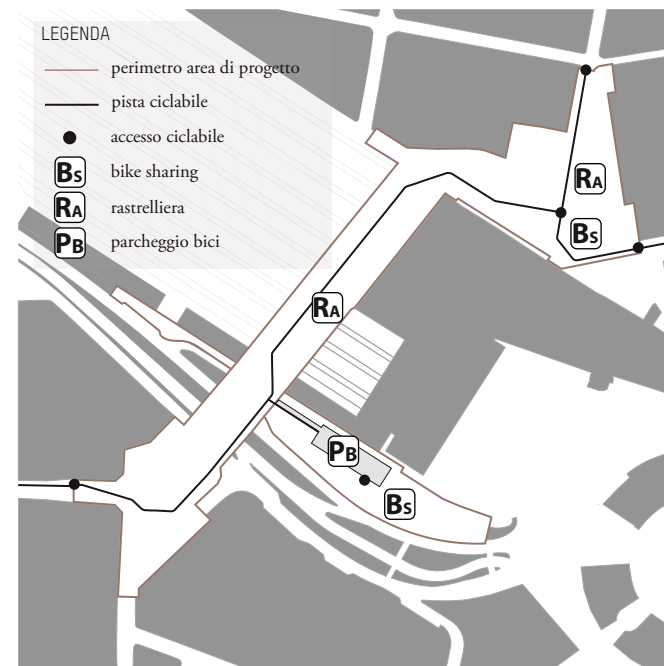 LEGENDA
perimetro area di progetto
pista ciclabile
accesso ciclabile
Bs bike sharing
RA rastrelliera
PB parcheggio bici
RA
Bs
RA
PB
Bs